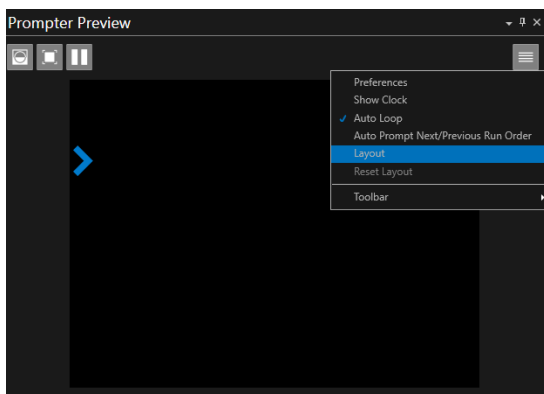 Prompter Preview
Preferences
Show Clock
Auto Loop
Auto Prompt Next/Previous Run Order
Layout
Reset Layout
Toolbar